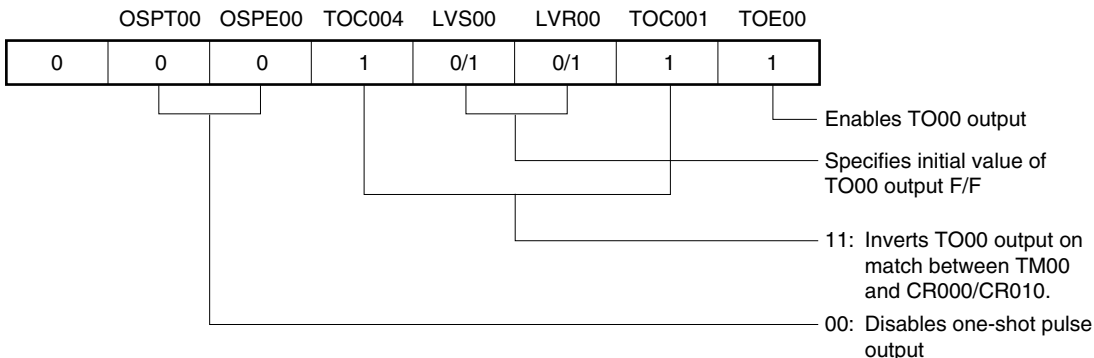 OSPT00 OSPE00 TOC004 LVS00 LVR00 TOC001 TOE00
0 0 0 1 0/1 0/1 1 1
Enables TO00 output
Specifies initial value of
TO00 output F/F
11: Inverts TO00 output on
match between TM00
and CR000/CR010.
00: Disables one-shot pulse
output